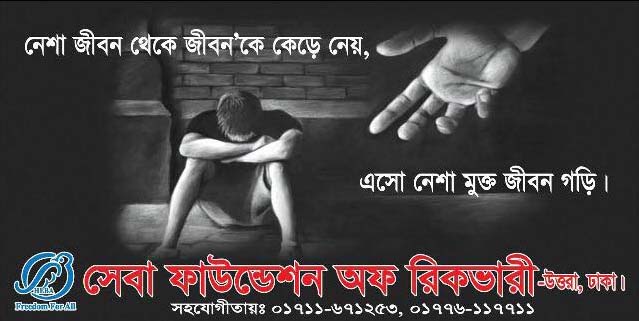 নেশা জীবন থেকে জীবন'কে কেড়ে নেয়,
এসো নেশা মুক্ত জীবন গড়ি।
সেবা ফাউন্ডেশন অফ রিকভারী-উত্তরা, ঢাকা।
SHEBA
Freedom For All
সহযোগীতায়ঃ ০১৭১১-৬৭১২৫৩, ০১৭৭৬-১১৭৭১১